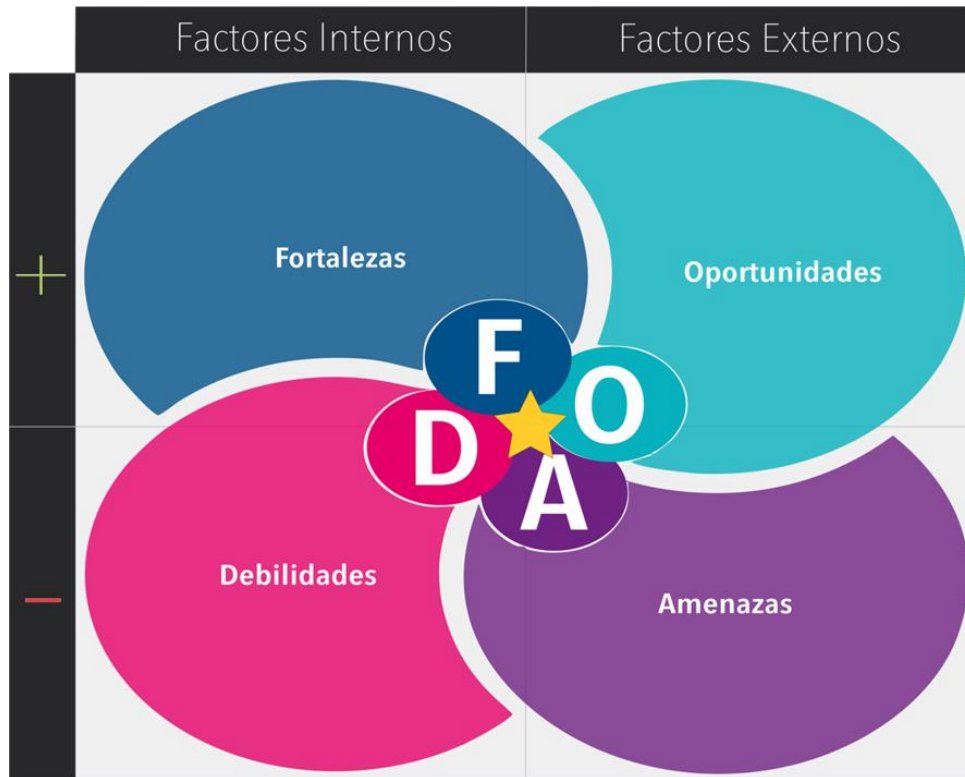 Factores Internos
Factores Externos
+
Fortalezas
Oportunidades
F
O
D
A
−
Debilidades
Amenazas